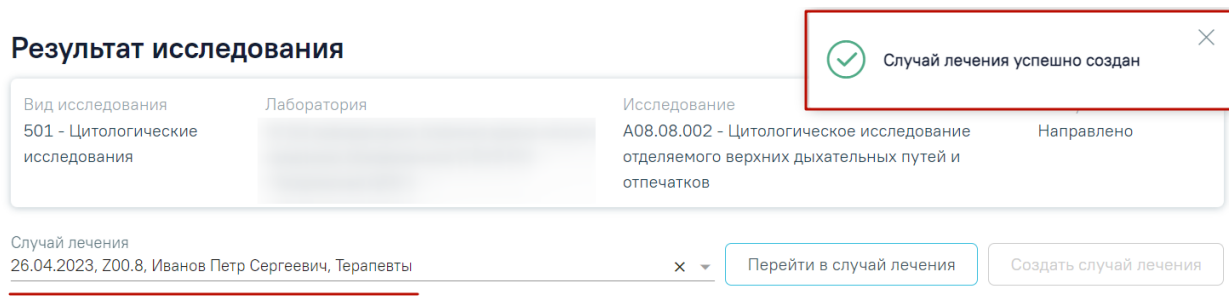 Результат исследования
Случай лечения успешно создан
Вид исследования
Лаборатория
Исследование
501 - Цитологические
исследования
A08.08.002 - Цитологическое исследование
отделяемого верхних дыхательных путей и
отпечатков
Направлено
Случай лечения
26.04.2023, Z00.8, Иванов Петр Сергеевич, Терапевты
Перейти в случай лечения
Создать случай лечения